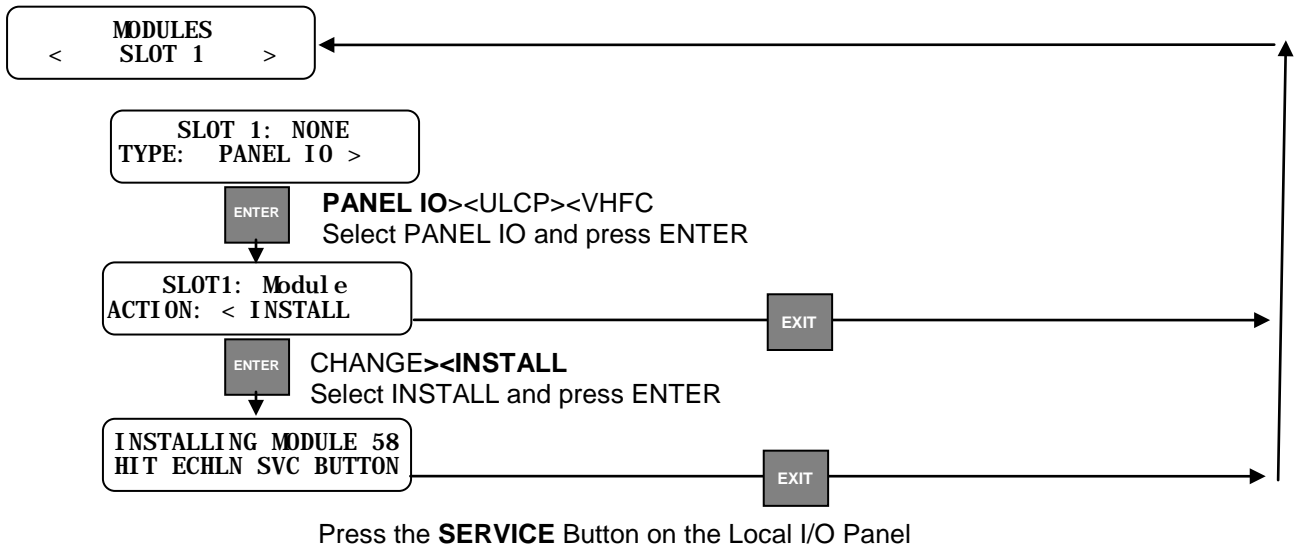 MODULES
< SLOT 1 >
SLOT 1: NONE
TYPE: PANEL IO >
ENTER
PANEL IO><ULCP><VHFC
Select PANEL IO and press ENTER
SLOT1: Module
ACTION: < INSTALL
EXIT
ENTER
CHANGE><INSTALL
Select INSTALL and press ENTER
INSTALLING MODULE 58
HIT ECHLN SVC BUTTON
EXIT
Press the SERVICE Button on the Local I/O Panel